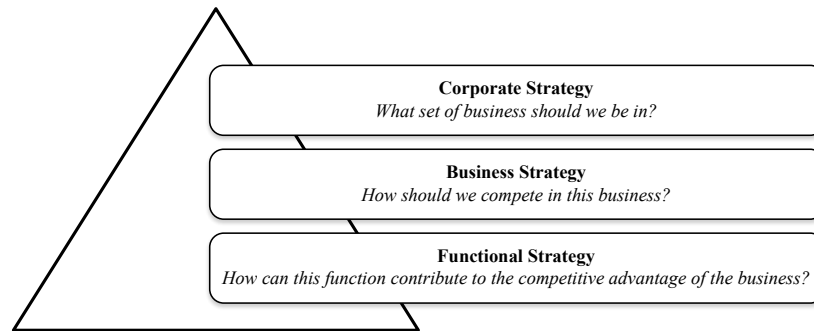 Corporate Strategy
What set of business should we be in?
Business Strategy
How should we compete in this business?
Functional Strategy
How can this function contribute to the competitive advantage of the business?